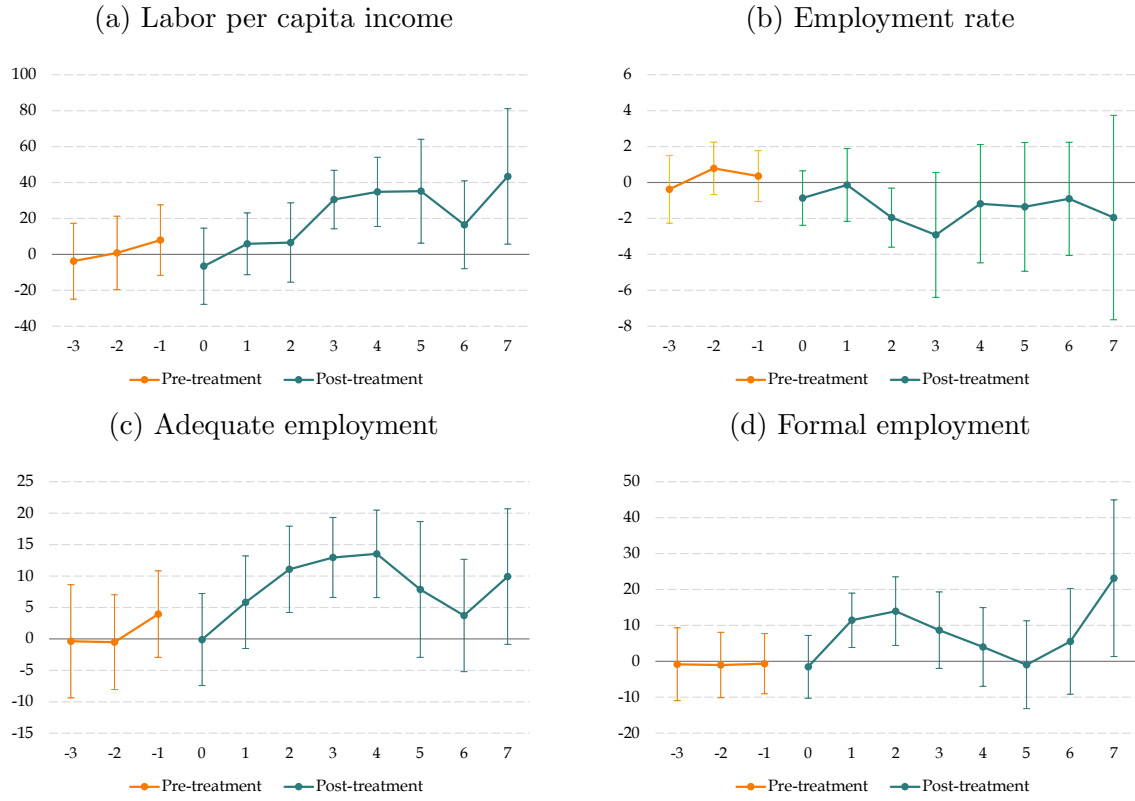 (a) Labor per capita income
100
80
60
40
20
0
-20
-40
-3 -2 -1 0 1 2 3 4 5 6 7
Pre-treatment Post-treatment
(b) Employment rate
6
4
2
0
-2
-4
-6
-8
-3 -2 -1 0 1 2 3 4 5 6 7
Pre-treatment Post-treatment
(c) Adequate employment
25
20
15
10
5
0
-5
-10
-15
-3 -2 -1 0 1 2 3 4 5 6 7
Pre-treatment Post-treatment
(d) Formal employment
50
40
30
20
10
0
-10
-20
-3 -2 -1 0 1 2 3 4 5 6 7
Pre-treatment Post-treatment